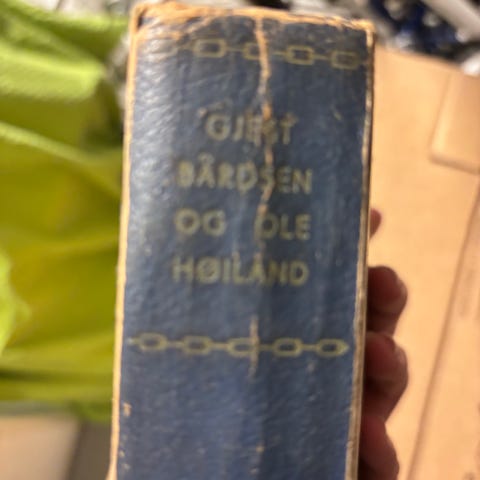 GJEST
BÅRDSEN
OG OLE
HØILAND